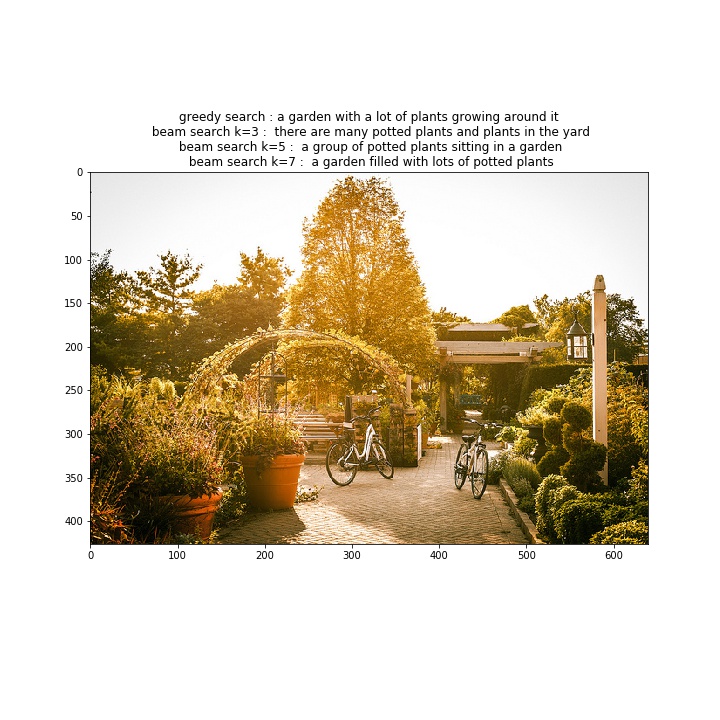 greedy search : a garden with a lot of plants growing around it
beam search k=3 :  there are many potted plants and plants in the yard
beam search k=5 :  a group of potted plants sitting in a garden
beam search k=7 :  a garden filled with lots of potted plants
0
50
100
150
200
250
300
350
400
0 100 200 300 400 500 600